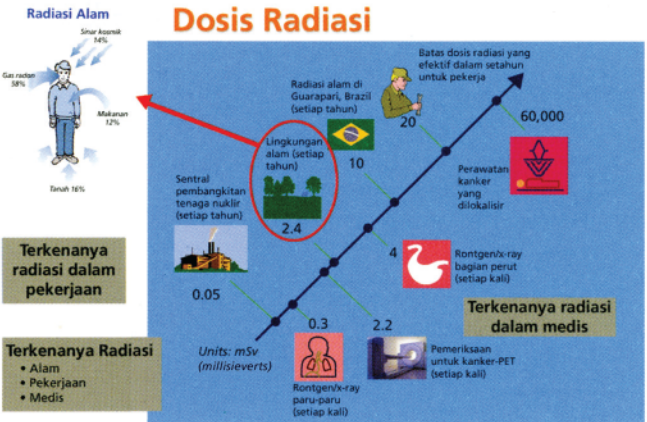 Dosis Radiasi
Radiasi Alam
Sinar kosmik
14%
Gas radon
58%
Makanan
12%
Tanah 16%
Batas dosis radiasi yang
efektif dalam setahun
untuk pekerja
20
60,000
Radiasi alam di
Guarapari, Brazil
(setiap tahun)
10
Lingkungan
alam (setiap
tahun)
2.4
Perawatan
kanker
yang
dilokalisir
Sentral
pembangkitan
tenaga nuklir
(setiap tahun)
0.05
4
Rontgen/x-ray
bagian perut
(setiap kali)
Terkenanya
radiasi dalam
pekerjaan
Terkenanya radiasi
dalam medis
0.3
2.2
Units: mSv
(millisieverts)
Pemeriksaan
untuk kanker-PET
(setiap kali)
Rontgen/x-ray
paru-paru
(setiap kali)
Terkenanya Radiasi
• Alam
• Pekerjaan
• Medis